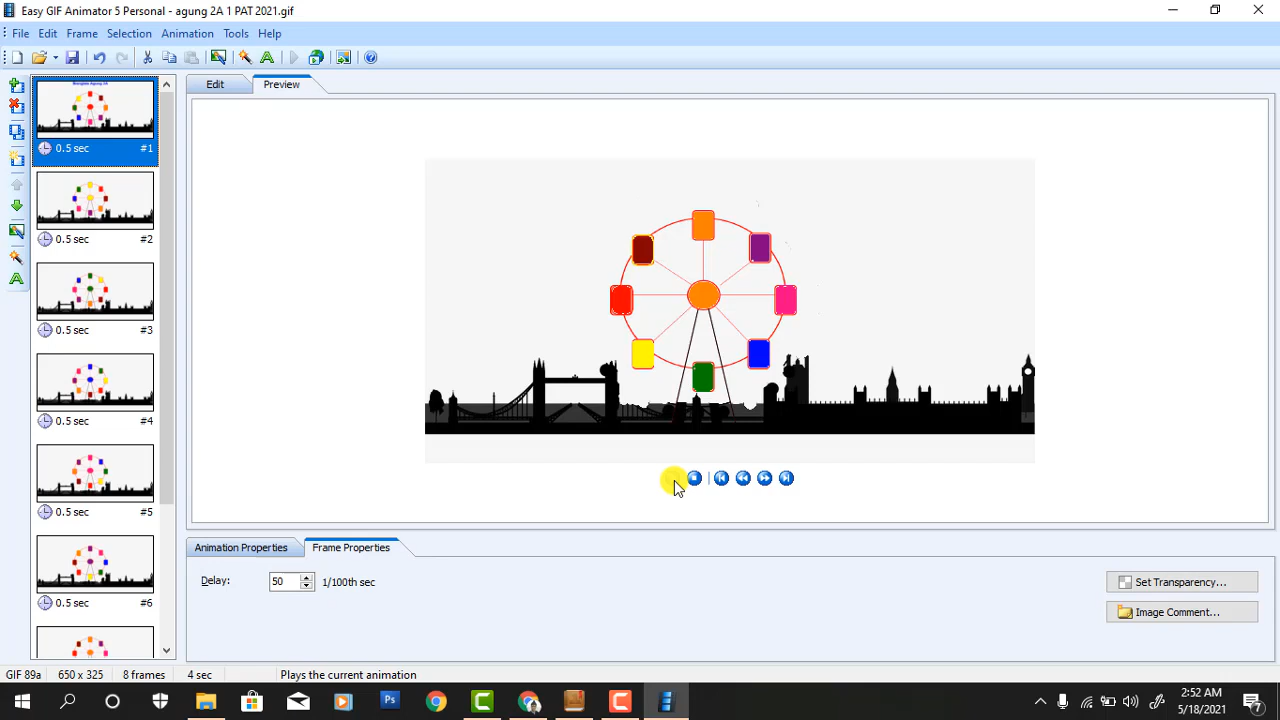 Easy GIF Animator 5 Personal - agung 2A 1 PAT 2021.gif
File Edit Frame Selection Animation Tools Help
Edit Preview
0.5 sec #1
0.5 sec #2
0.5 sec #3
0.5 sec #4
0.5 sec #5
0.5 sec #6
Animation Properties Frame Properties
Delay: 50 1/100th sec
Set Transparency...
Image Comment...
GIF 89a 650 x 325 8 frames 4 sec Plays the current animation
Ps
2:52 AM
5/18/2021
7